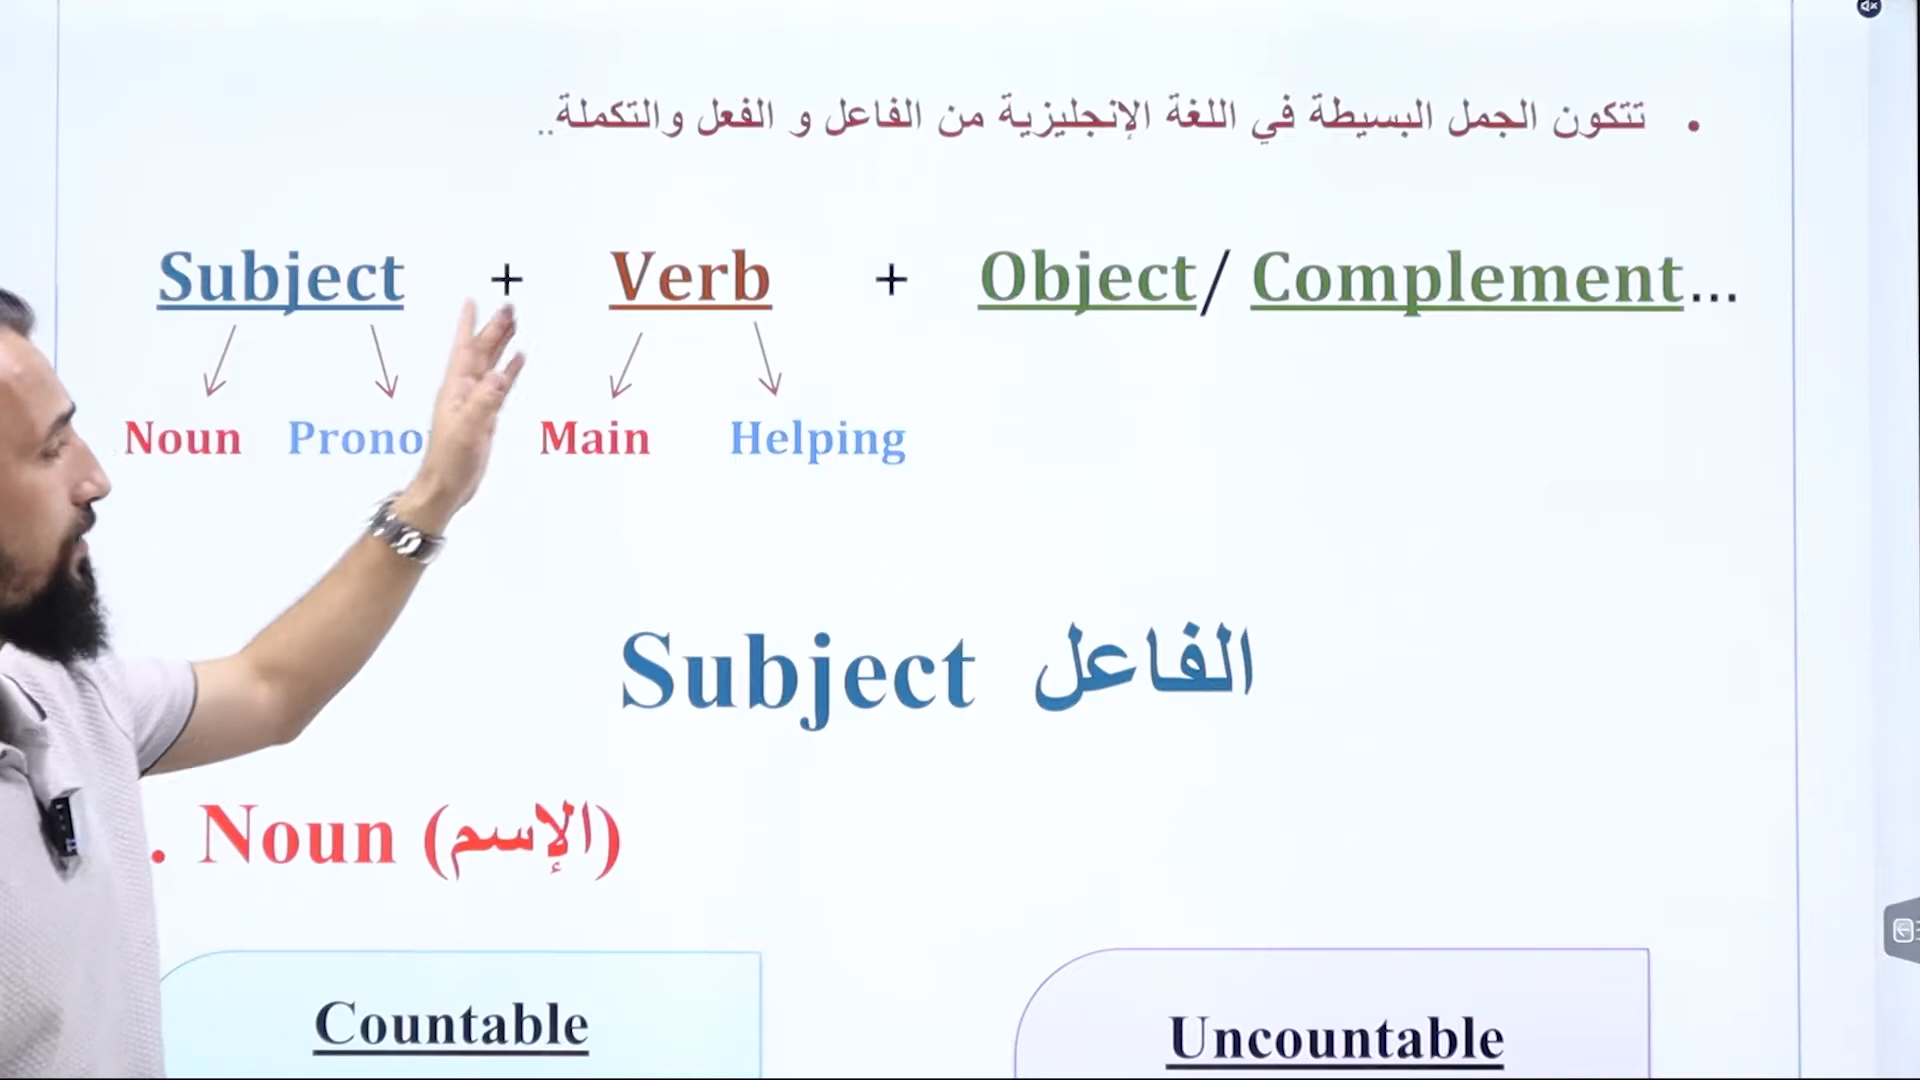 • تتكون الجمل البسيطة في اللغة الإنجليزية من الفاعل و الفعل والتكملة..
Subject + Verb + Object/ Complement...
Noun Main Helping
Subject الفاعل
. Noun (الإسم)
Countable Uncountable